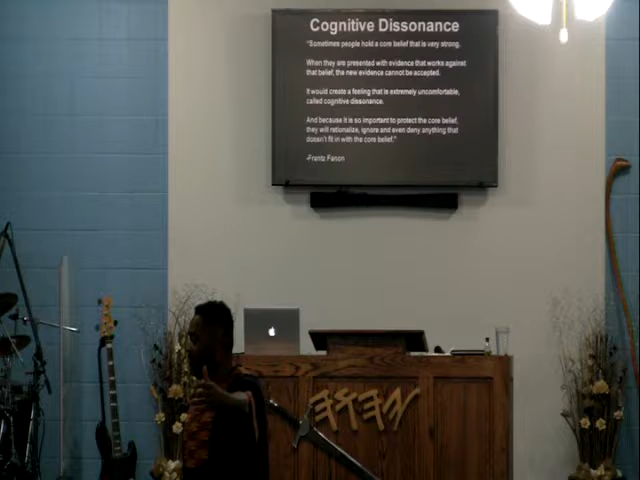 Cognitive Dissonance
"Sometimes people hold a core belief that is very strong.
When they are presented with evidence that works against
that belief, the new evidence cannot be accepted.
It would create a feeling that is extremely uncomfortable,
called cognitive dissonance.
And because it is so important to protect the core belief,
they will rationalize, ignore and even deny anything that
doesn't fit in with the core belief."
-Frantz Fanon
𐤉𐤄𐤅𐤄